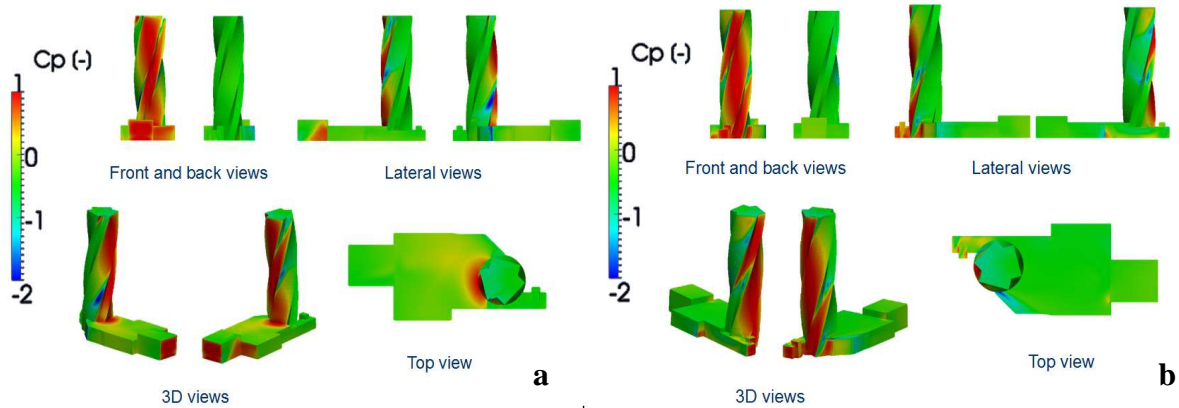 Cp (-)
1
0
-1
-2
Front and back views
Lateral views
3D views
Top view
a
Cp (-)
1
0
-1
-2
Front and back views
Lateral views
3D views
Top view
b